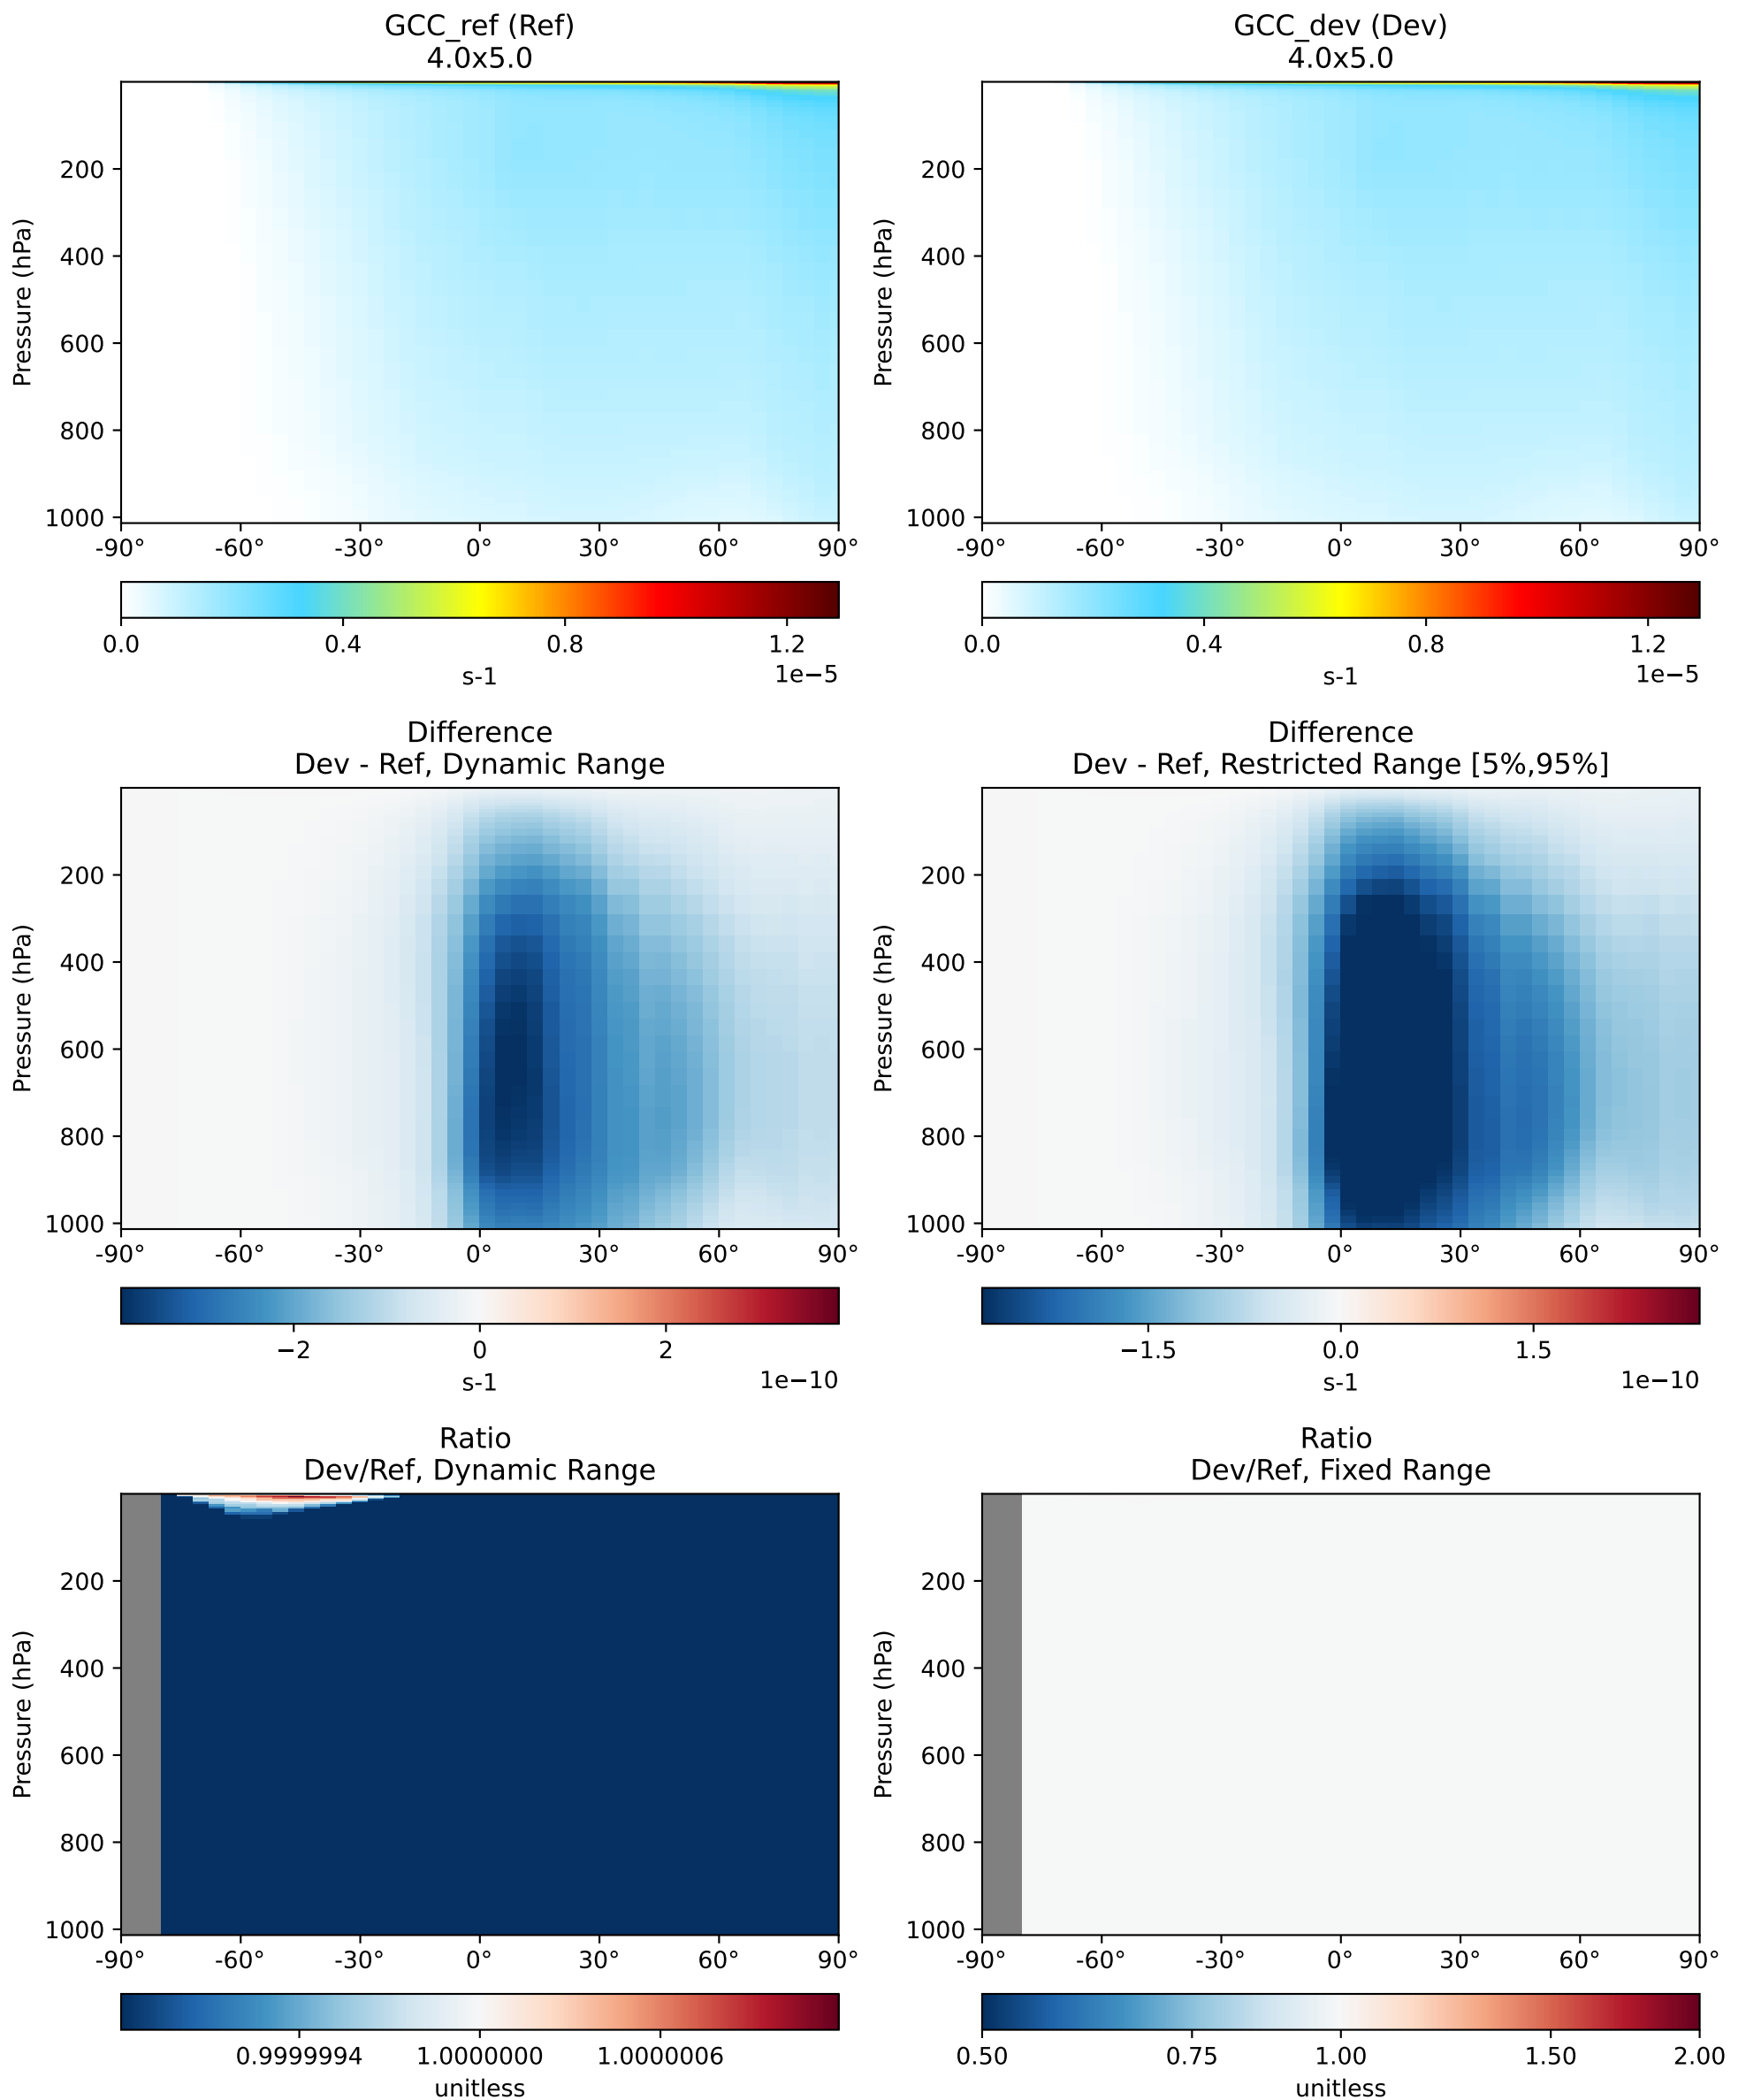 GCC_ref (Ref)
4.0x5.0
Pressure (hPa)
200
400
600
800
1000
-90° -60° -30° 0° 30° 60° 90°
0.0 0.4 0.8 1.2
s-1
1e−5
GCC_dev (Dev)
4.0x5.0
Pressure (hPa)
200
400
600
800
1000
-90° -60° -30° 0° 30° 60° 90°
0.0 0.4 0.8 1.2
s-1
1e−5
Difference
Dev - Ref, Dynamic Range
Pressure (hPa)
200
400
600
800
1000
-90° -60° -30° 0° 30° 60° 90°
−2 0 2
s-1
1e−10
Difference
Dev - Ref, Restricted Range [5%,95%]
Pressure (hPa)
200
400
600
800
1000
-90° -60° -30° 0° 30° 60° 90°
−1.5 0.0 1.5
s-1
1e−10
Ratio
Dev/Ref, Dynamic Range
Pressure (hPa)
200
400
600
800
1000
-90° -60° -30° 0° 30° 60° 90°
0.9999994 1.0000000 1.0000006
unitless
Ratio
Dev/Ref, Fixed Range
Pressure (hPa)
200
400
600
800
1000
-90° -60° -30° 0° 30° 60° 90°
0.50 0.75 1.00 1.50 2.00
unitless